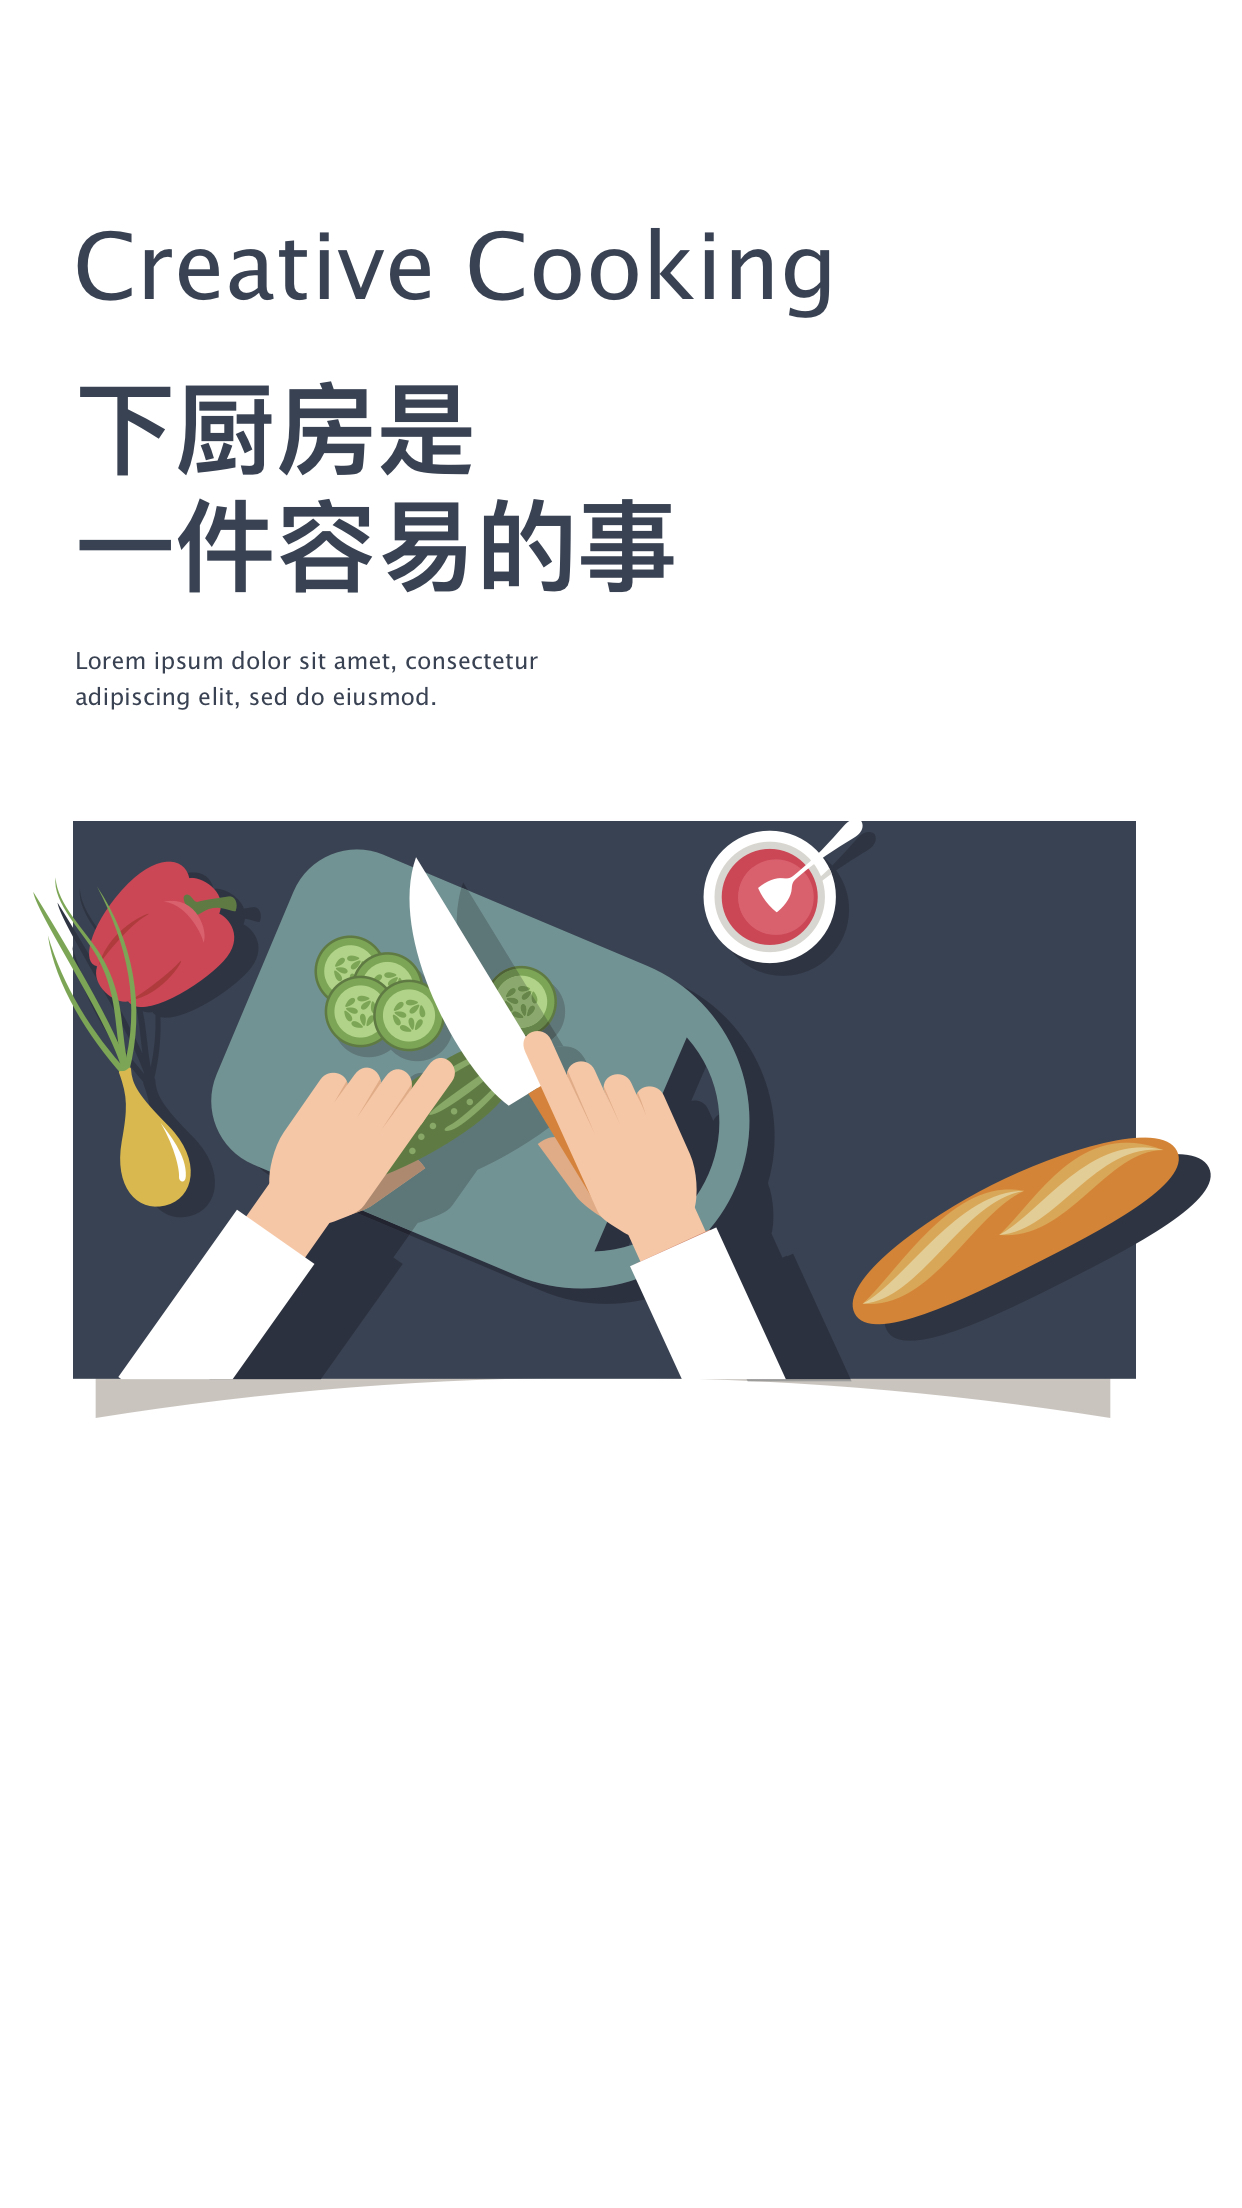 Creative Cooking
下厨房是
一件容易的事
Lorem ipsum dolor sit amet, consectetur
adipiscing elit, sed do eiusmod.